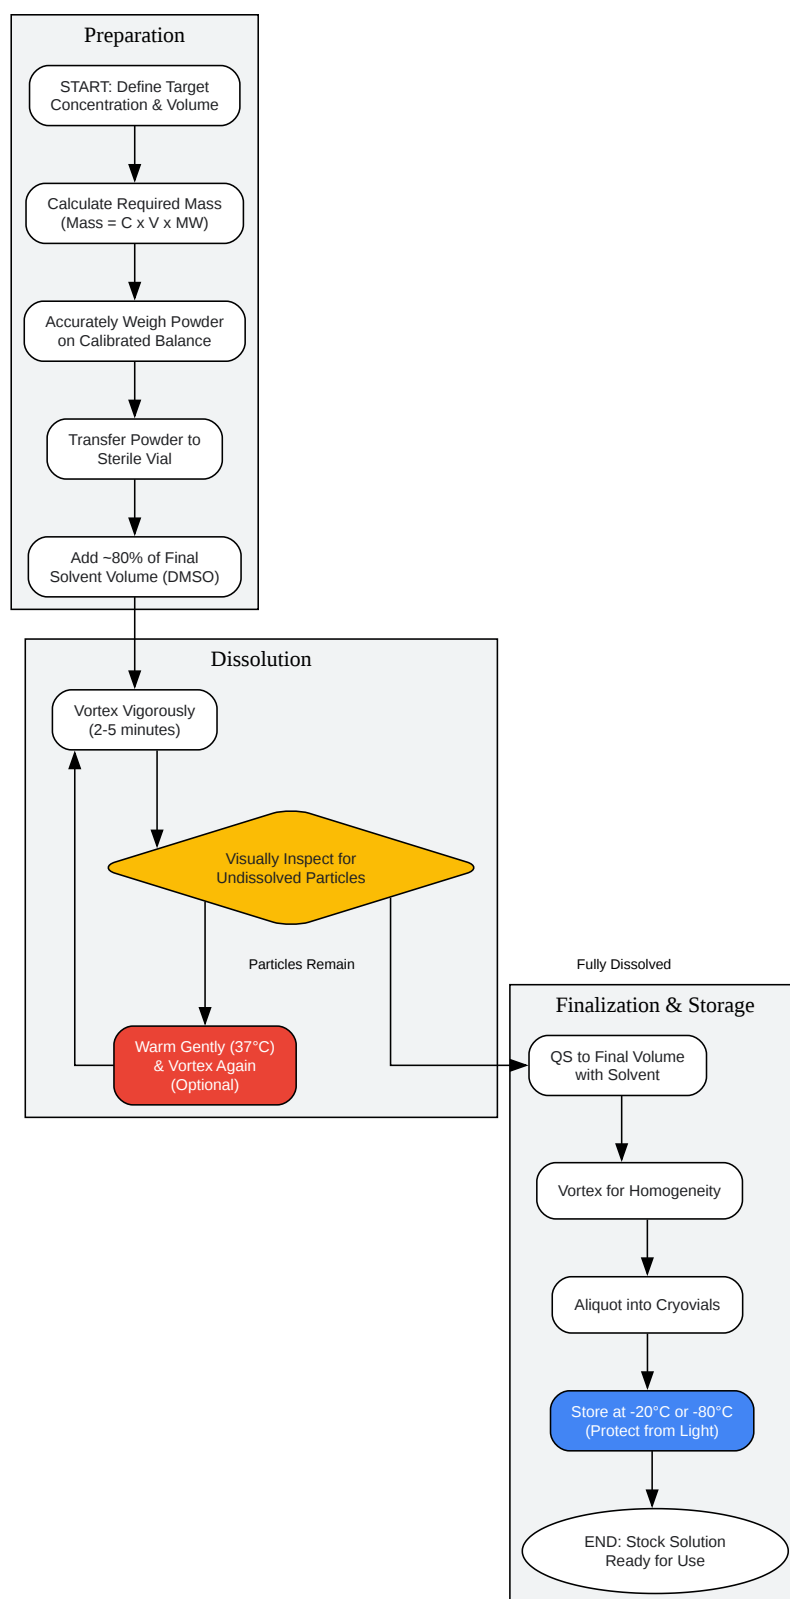 Preparation
START: Define Target
Concentration & Volume
Calculate Required Mass
(Mass = C x V x MW)
Accurately Weigh Powder
on Calibrated Balance
Transfer Powder to
Sterile Vial
Add ~80% of Final
Solvent Volume (DMSO)
Dissolution
Vortex Vigorously
(2-5 minutes)
Visually Inspect for
Undissolved Particles
Particles Remain
Fully Dissolved
Warm Gently (37°C)
& Vortex Again
(Optional)
Finalization & Storage
QS to Final Volume
with Solvent
Vortex for Homogeneity
Aliquot into Cryovials
Store at -20°C or -80°C
(Protect from Light)
END: Stock Solution
Ready for Use